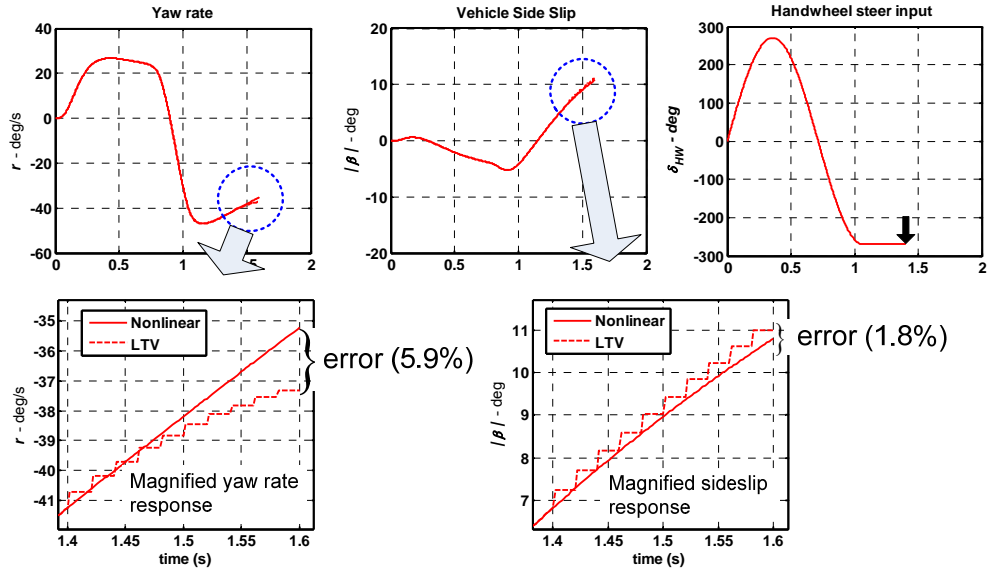 Yaw rate
Vehicle Side Slip
Handwheel steer input
40
20
0
-20
-40
-60
r - deg/s
0
0.5
1
1.5
2
20
10
0
-10
-20
| β | - deg
0
0.5
1
1.5
2
300
200
100
0
-100
-200
-300
δHW - deg
0
0.5
1
1.5
2
-35
-36
-37
-38
-39
-40
-41
r - deg/s
Nonlinear
LTV
error (5.9%)
Magnified yaw rate
response
1.4
1.45
1.5
1.55
1.6
time (s)
11
10
9
8
7
| β | - deg
Nonlinear
LTV
error (1.8%)
Magnified sideslip
response
1.4
1.45
1.5
1.55
1.6
time (s)